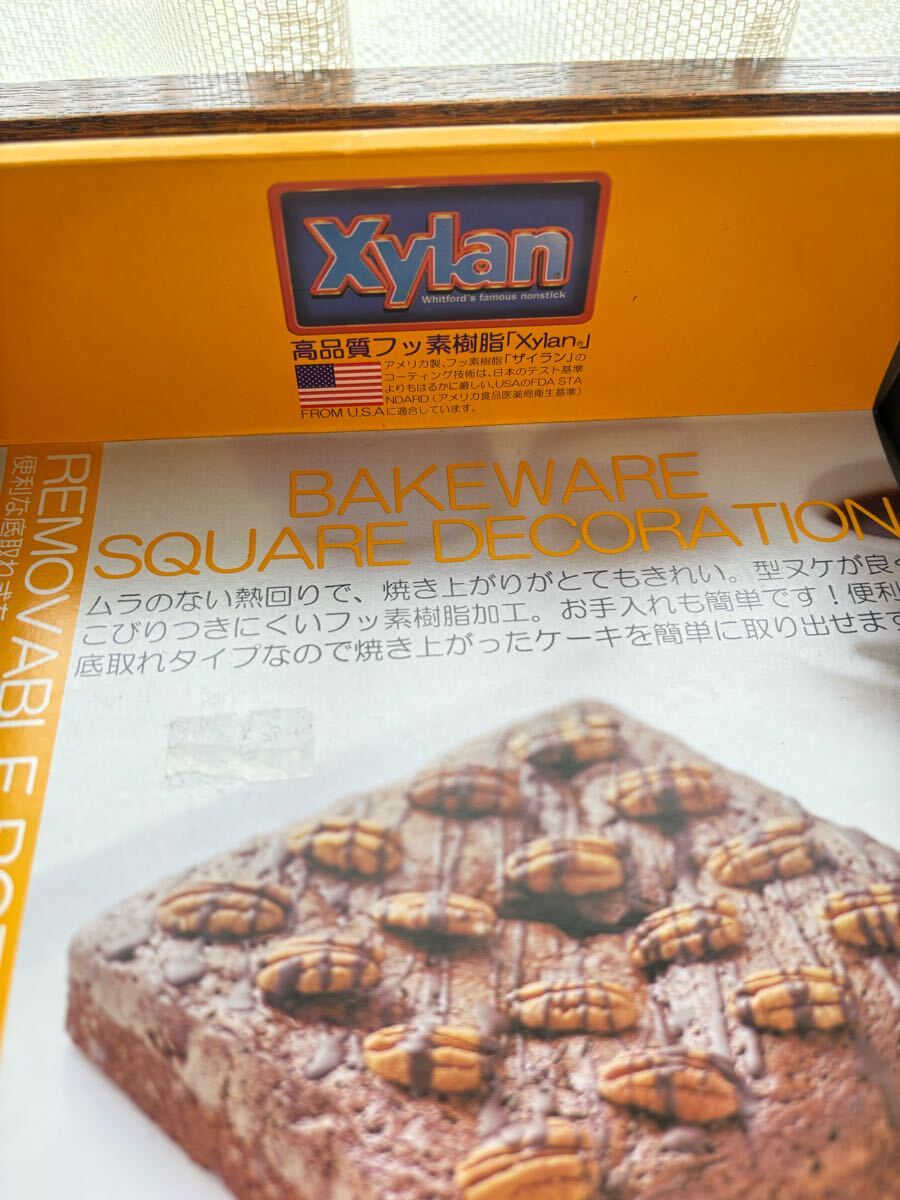 Xylan®
Whitford's famous nonstick
高品質フッ素樹脂「Xylan®」
アメリカ製、フッ素樹脂「ザイラン」の
コーティング技術は、日本のテスト基準
よりもはるかに厳しい、USAのFDA STA
NDARD（アメリカ食品医薬局衛生基準）
FROM U.S.A に適合しています。
BAKEWARE
SQUARE DECORATION
ムラのない熱回りで、焼き上がりがとてもきれい。型ヌケが良く
こびりつきにくいフッ素樹脂加工。お手入れも簡単です！便利
底取れタイプなので焼き上がったケーキを簡単に取り出せます
REMOVABLE
便利な底取れ式